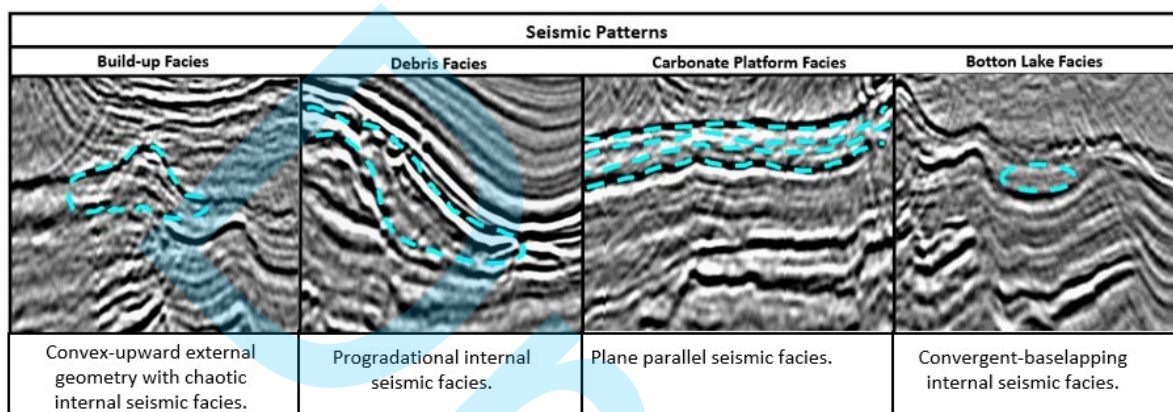 Seismic Patterns
Build-up Facies
Debris Facies
Carbonate Platform Facies
Botton Lake Facies
Convex-upward external
geometry with chaotic
internal seismic facies.
Progradational internal
seismic facies.
Plane parallel seismic facies.
Convergent-baselapping
internal seismic facies.